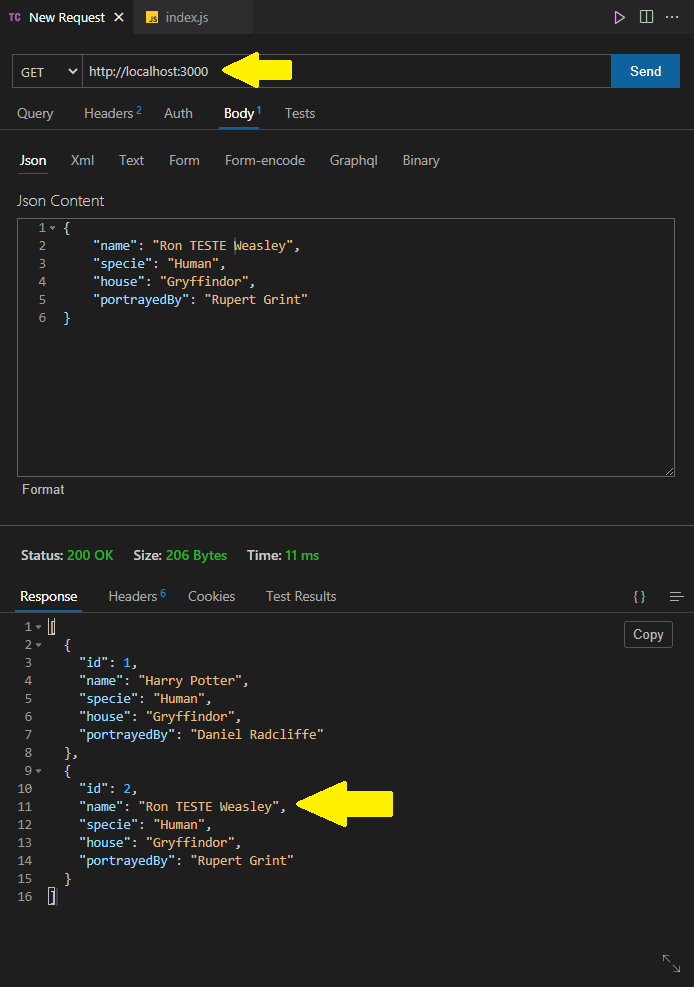 TC New Request × JS index.js ...
GET http://localhost:3000 Send
Query Headers 2 Auth Body 1 Tests
Json Xml Text Form Form-encode Graphql Binary
Json Content
1 {
2 "name": "Ron TESTE Weasley",
3 "specie": "Human",
4 "house": "Gryffindor",
5 "portrayedBy": "Rupert Grint"
6 }
Format
Status: 200 OK Size: 206 Bytes Time: 11 ms
Response Headers 6 Cookies Test Results { }
Copy
1 [
2 {
3 "id": 1,
4 "name": "Harry Potter",
5 "specie": "Human",
6 "house": "Gryffindor",
7 "portrayedBy": "Daniel Radcliffe"
8 },
9 {
10 "id": 2,
11 "name": "Ron TESTE Weasley",
12 "specie": "Human",
13 "house": "Gryffindor",
14 "portrayedBy": "Rupert Grint"
15 }
16 ]